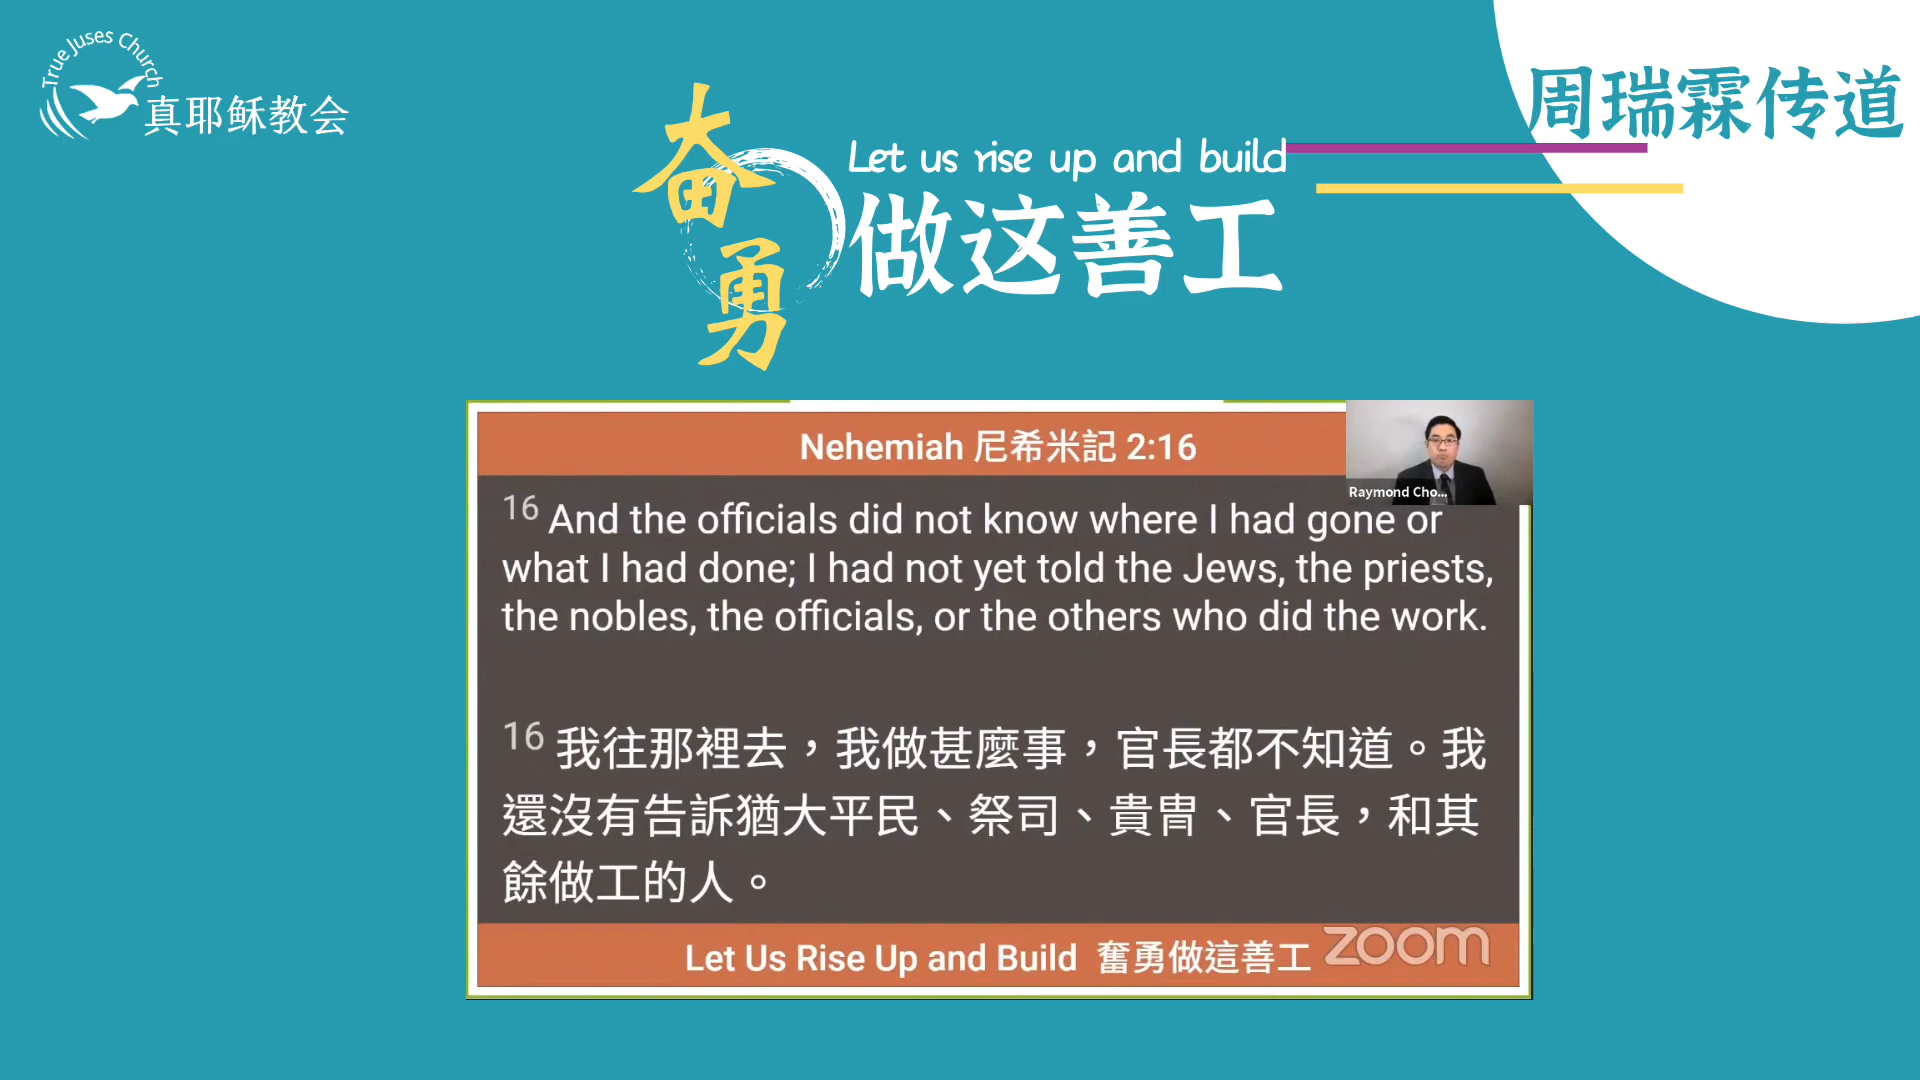 True Juses Church
真耶稣教会
周瑞霖传道
奋勇
Let us rise up and build
做这善工
Nehemiah 尼希米記 2:16
Raymond Cho...
16 And the officials did not know where I had gone or
what I had done; I had not yet told the Jews, the priests,
the nobles, the officials, or the others who did the work.
16 我往那裡去，我做甚麼事，官長都不知道。我
還沒有告訴猶大平民、祭司、貴冑、官長，和其
餘做工的人。
Let Us Rise Up and Build 奮勇做這善工
zoom